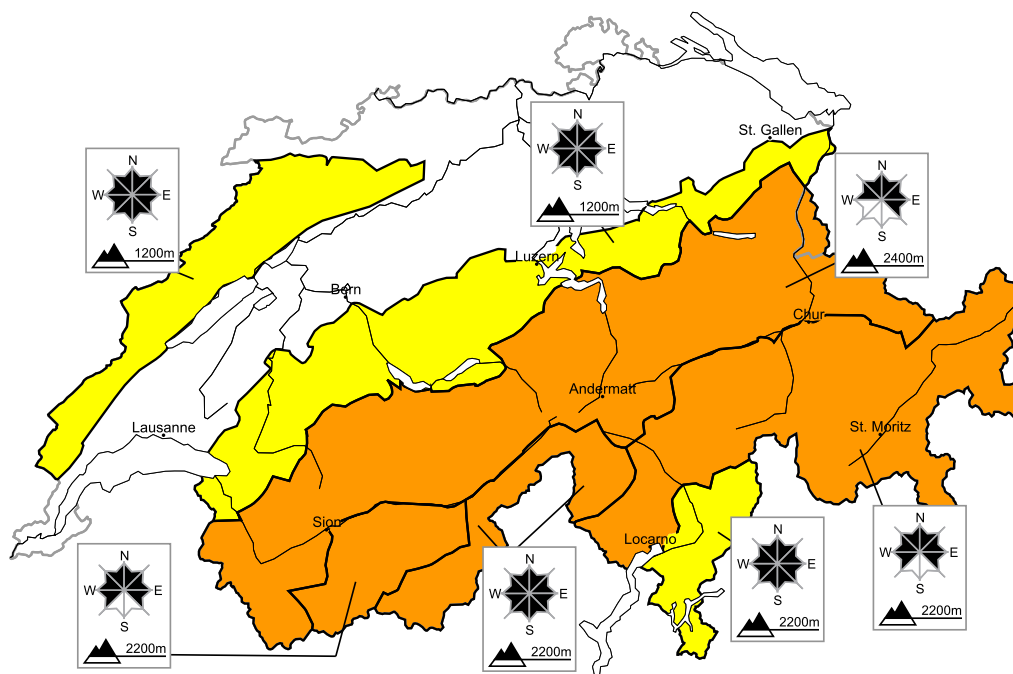 St. Gallen
N
W E
S
1200m
N
W E
S
1200m
N
W E
S
2400m
Luzern
Bern
Chur
Andermatt
Lausanne
St. Moritz
Sion
Locarno
N
W E
S
2200m
N
W E
S
2200m
N
W E
S
2200m
N
W E
S
2200m